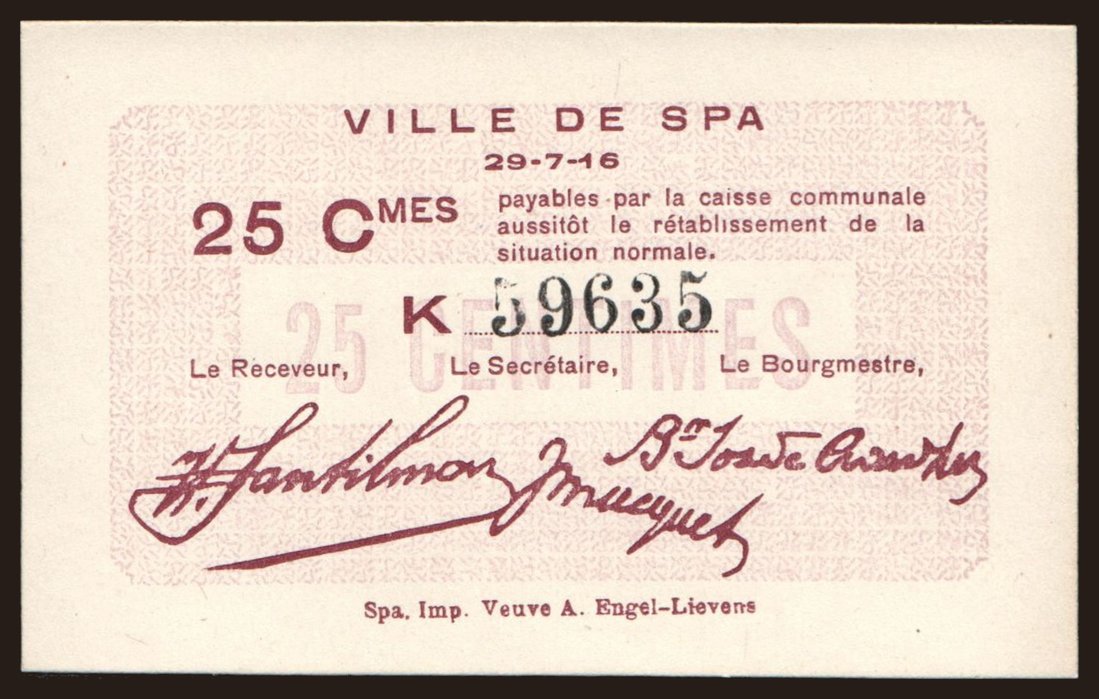 VILLE DE SPA
29-7-16
25 CMES
payables par la caisse communale
aussitôt le rétablissement de la
situation normale.
25 CENTIMES
K 59635
Le Receveur, Le Secrétaire, Le Bourgmestre,
Spa. Imp. Veuve A. Engel-Lievens